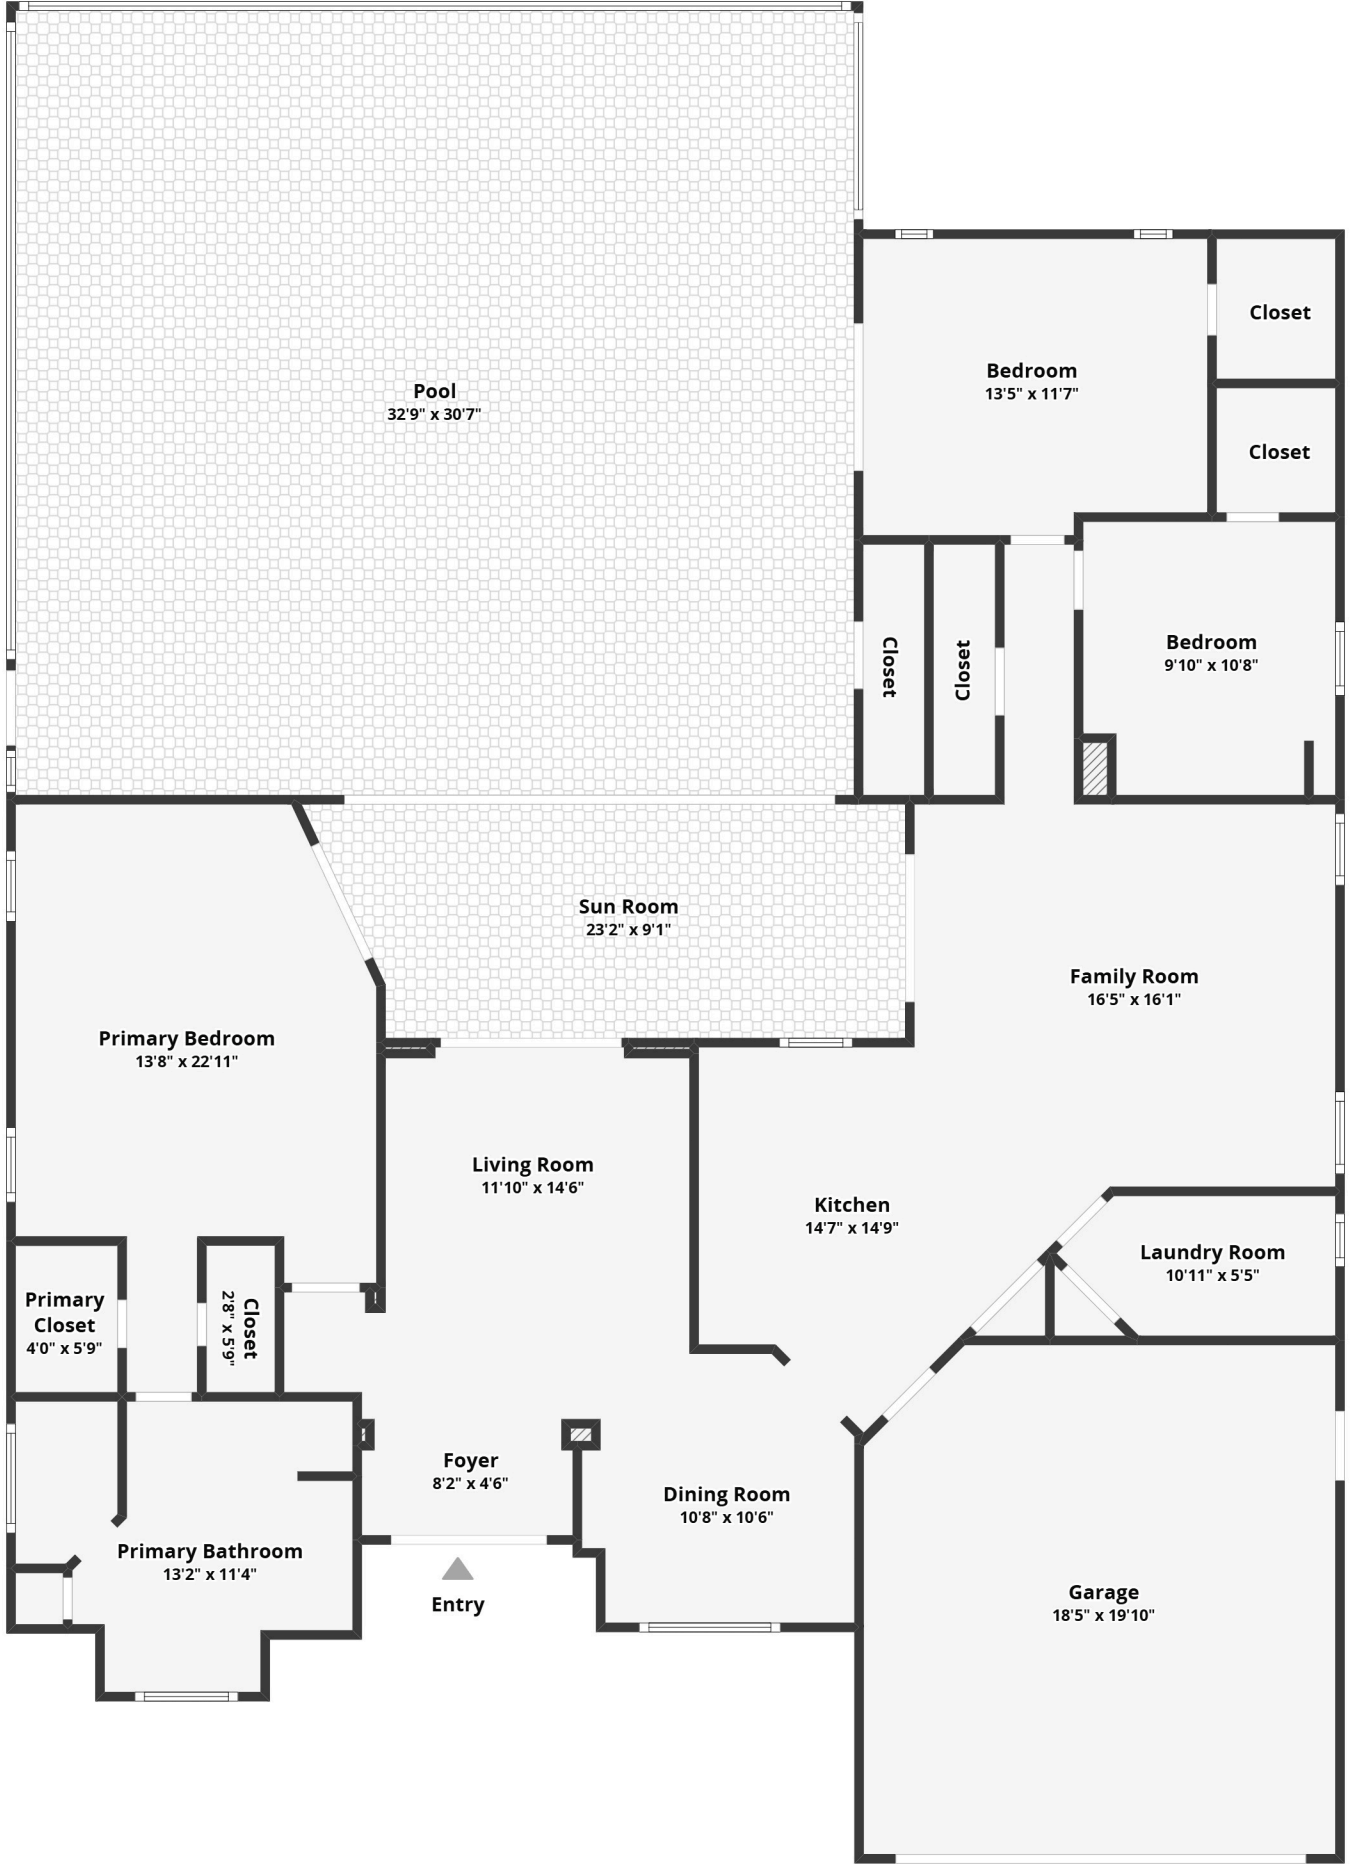 Pool
32'9" x 30'7"
Bedroom
13'5" x 11'7"
Closet
Closet
Closet
Closet
Bedroom
9'10" x 10'8"
Sun Room
23'2" x 9'1"
Family Room
16'5" x 16'1"
Primary Bedroom
13'8" x 22'11"
Living Room
11'10" x 14'6"
Kitchen
14'7" x 14'9"
Laundry Room
10'11" x 5'5"
Primary
Closet
4'0" x 5'9"
Closet
2'8" x 5'9"
Foyer
8'2" x 4'6"
Dining Room
10'8" x 10'6"
Primary Bathroom
13'2" x 11'4"
Entry
Garage
18'5" x 19'10"